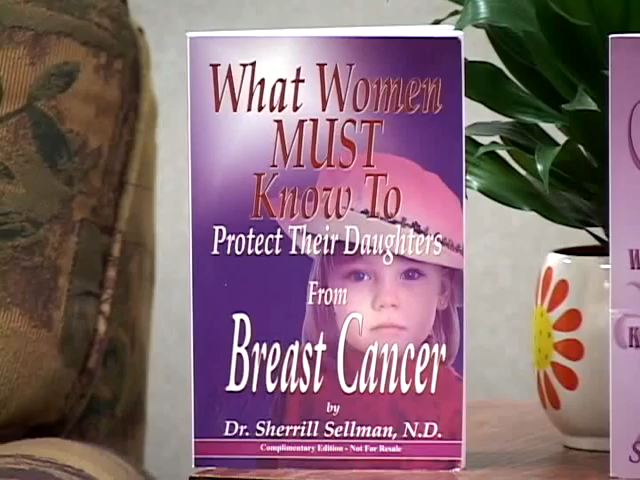 What Women
MUST
Know To
Protect Their Daughters
From
Breast Cancer
by
Dr. Sherrill Sellman, N.D.
Complimentary Edition - Not For Resale